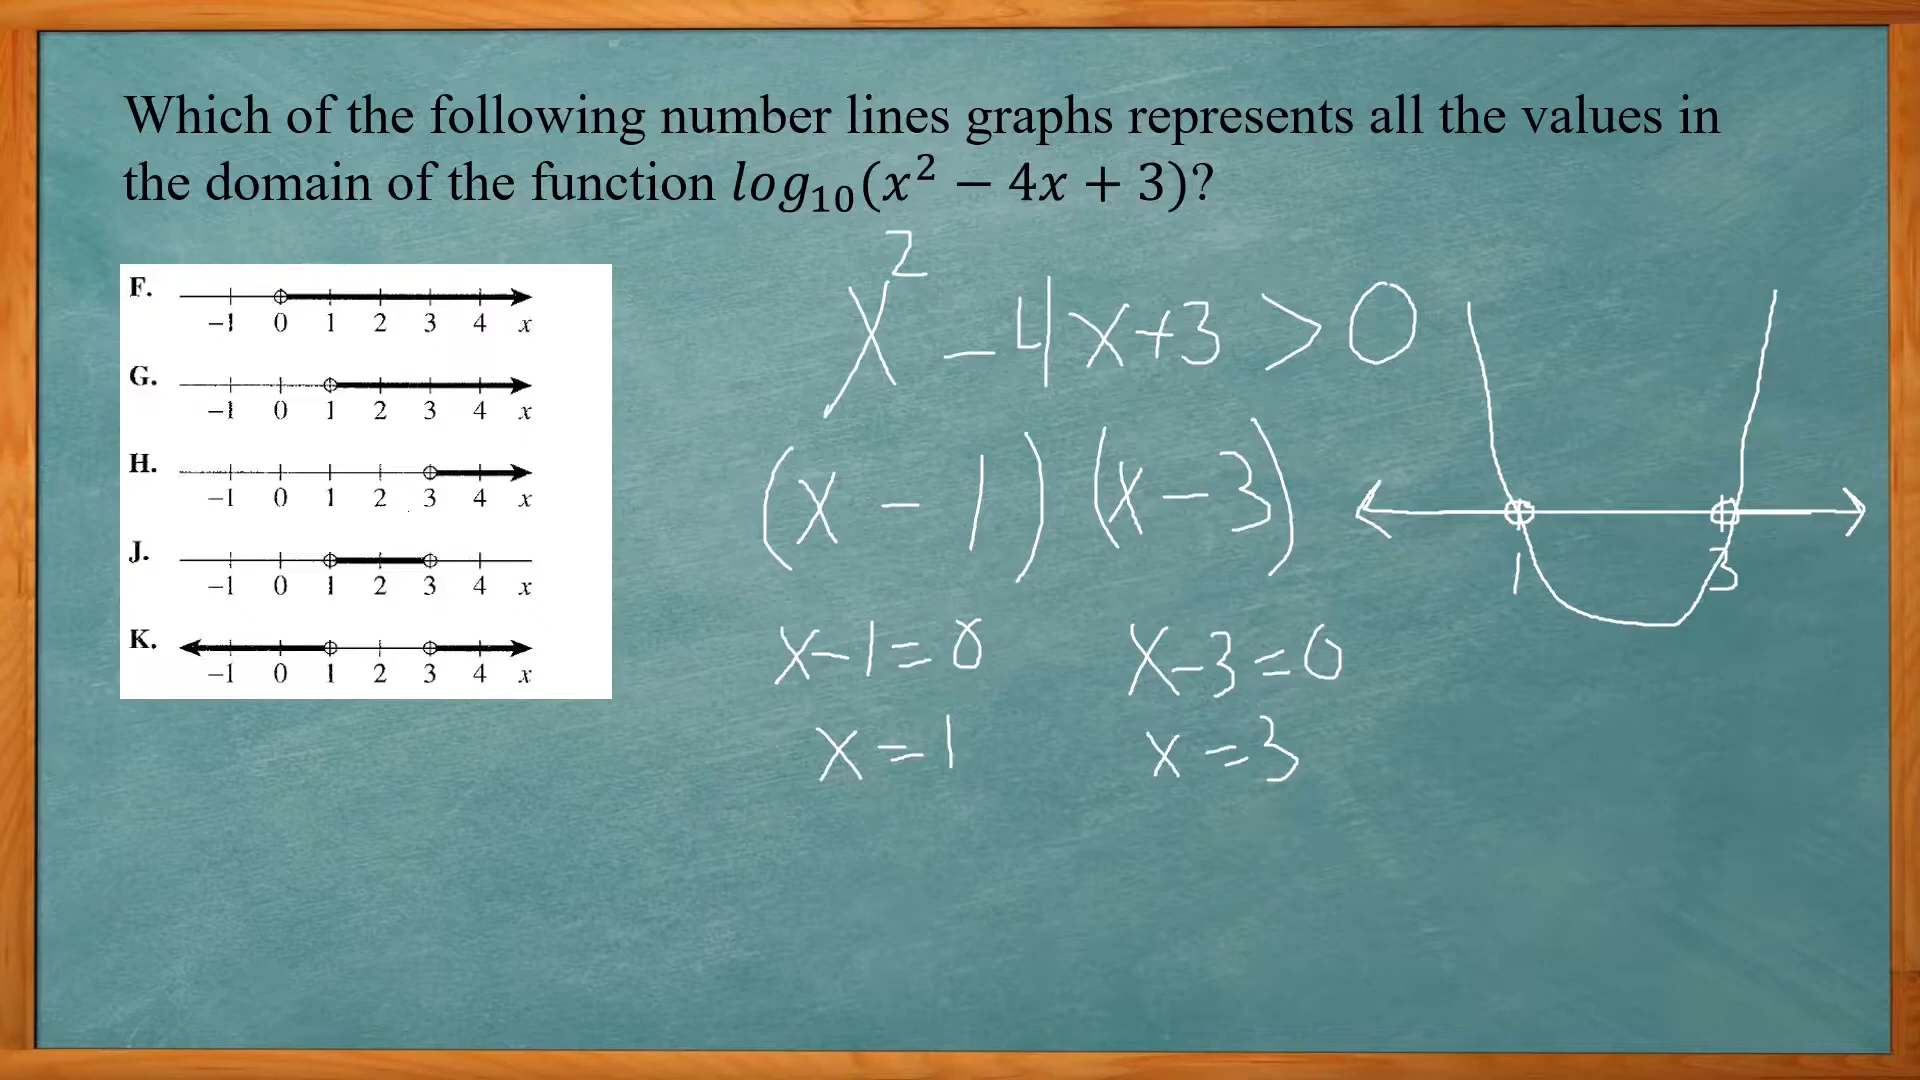 Which of the following number lines graphs represents all the values in
the domain of the function log₁₀(x² − 4x + 3)?
F.
−1 0 1 2 3 4 x
G.
−1 0 1 2 3 4 x
H.
−1 0 1 2 3 4 x
J.
−1 0 1 2 3 4 x
K.
−1 0 1 2 3 4 x
x² − 4x + 3 > 0
(x − 1) (x − 3)
x − 1 = 0 x − 3 = 0
x = 1 x = 3
1 3